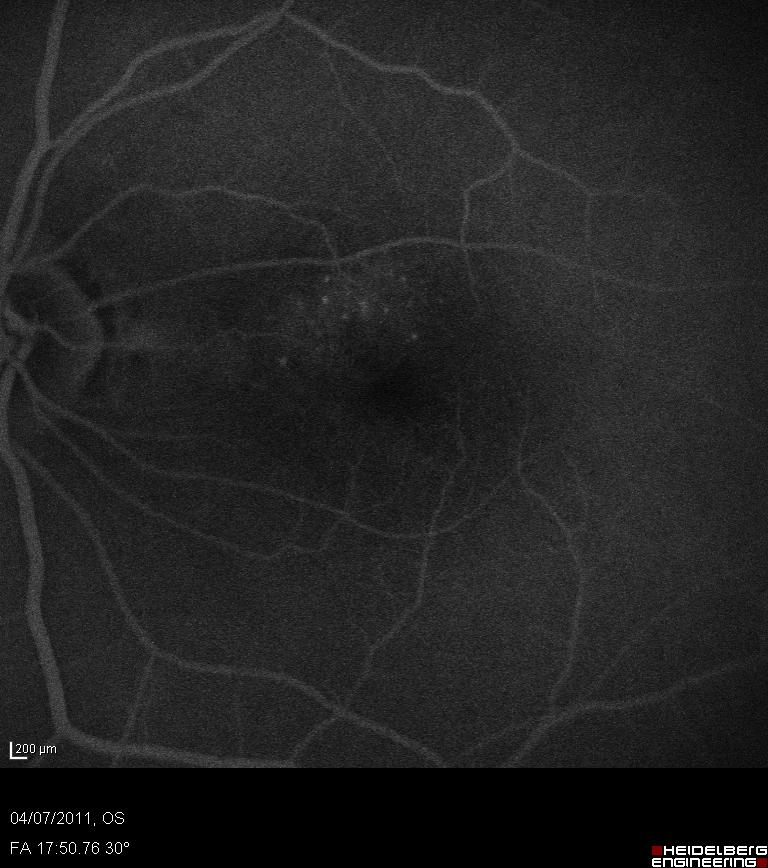 200 µm
04/07/2011, OS
FA 17:50.76 30°
HEIDELBERG
ENGINEERING